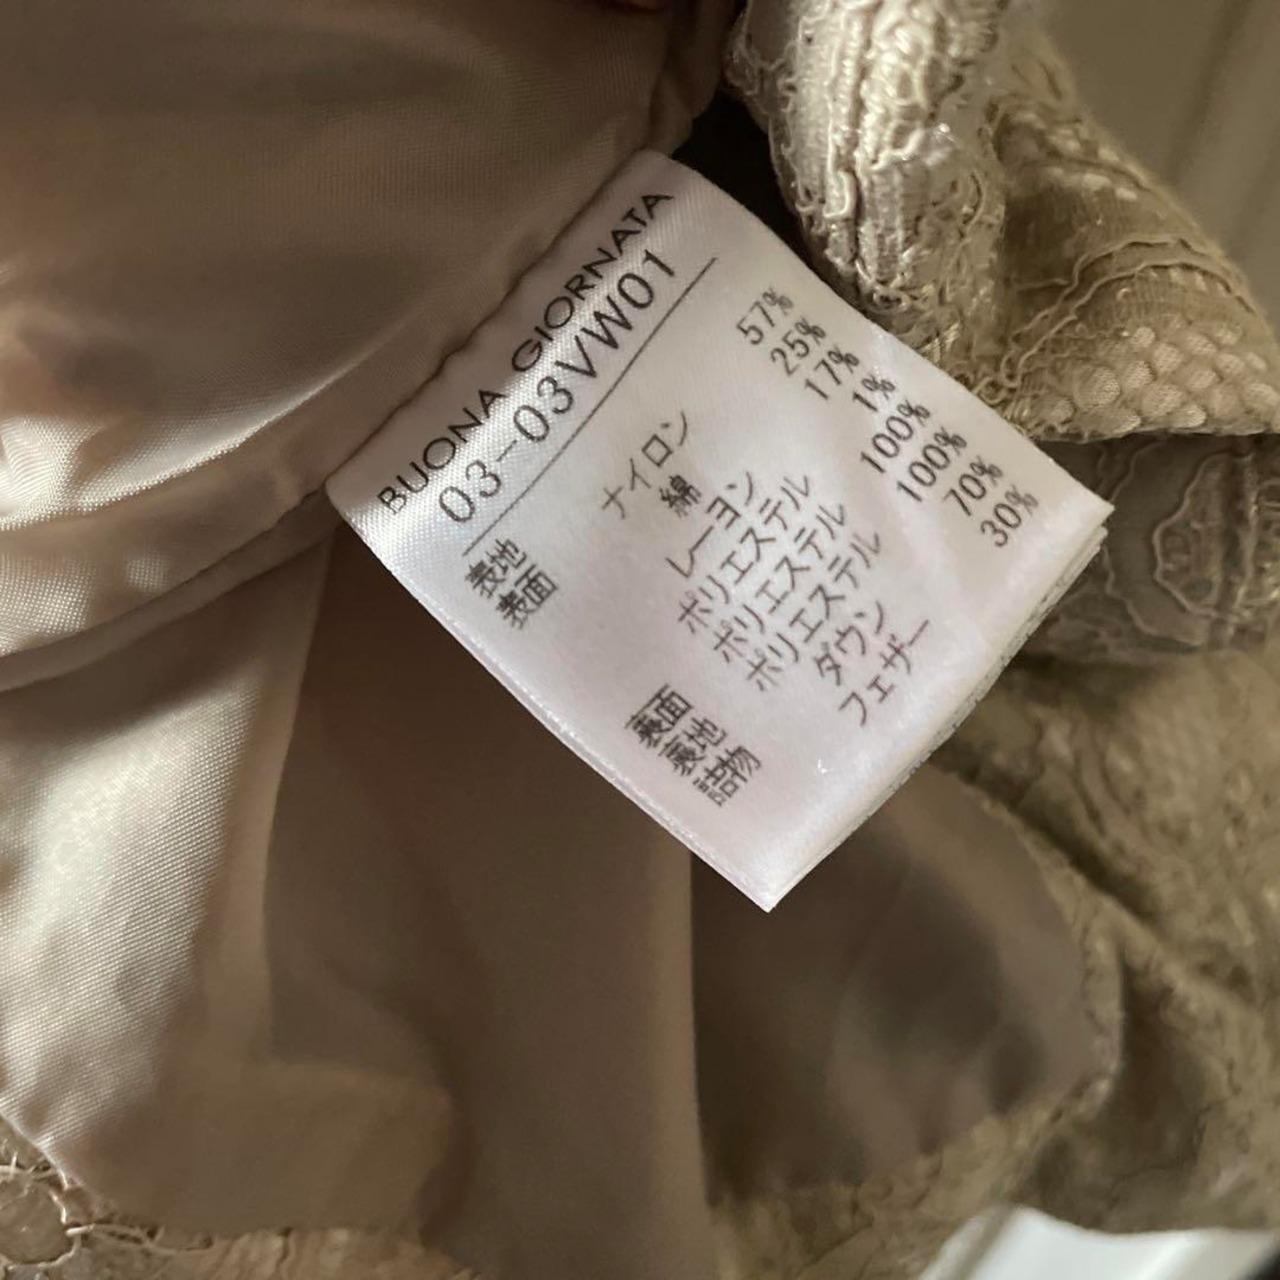 BUONA GIORNATA
03-03VW01
表地
表面 ナイロン 57%
綿 25%
レーヨン 17%
ポリエステル 1%
裏面 ポリエステル 100%
裏地 ポリエステル 100%
詰物 ダウン 70%
フェザー 30%